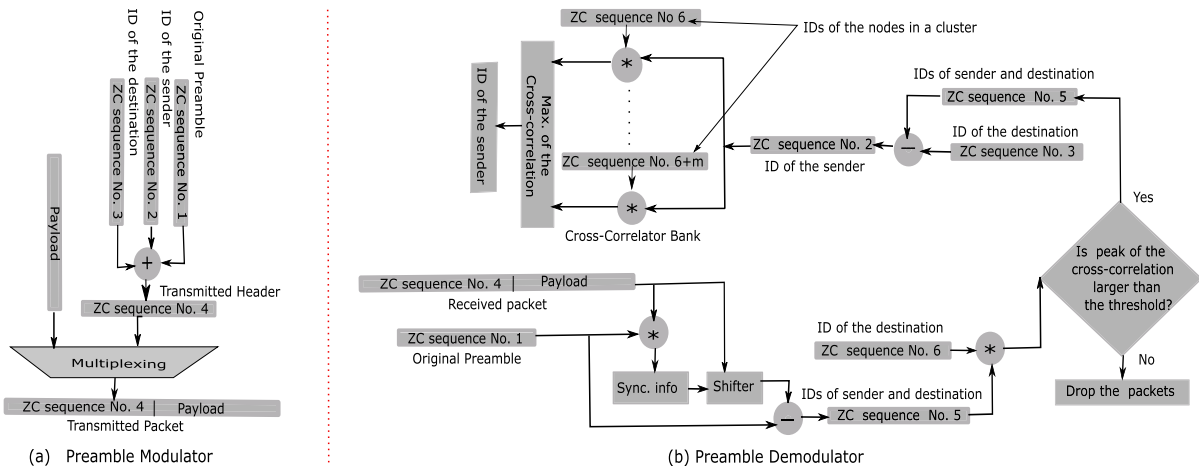 Original Preamble
ID of the sender
ID of the destination
ZC sequence No. 1
ZC sequence No. 2
ZC sequence No. 3
Payload
+
Transmitted Header
ZC sequence No. 4
Multiplexing
ZC sequence No. 4 | Payload
Transmitted Packet
(a) Preamble Modulator
ZC sequence No 6
IDs of the nodes in a cluster
*
ID of the sender
Max. of the
Cross-correlation
ZC sequence No. 6+m
*
Cross-Correlator Bank
ZC sequence No. 2
ID of the sender
IDs of sender and destination
ZC sequence No. 5
−
ID of the destination
ZC sequence No. 3
Yes
Is peak of the
cross-correlation
larger than
the threshold?
No
Drop the packets
ZC sequence No. 4 | Payload
Received packet
ZC sequence No. 1
Original Preamble
*
Sync. info
Shifter
−
IDs of sender and destination
ZC sequence No. 5
ID of the destination
ZC sequence No. 6
*
(b) Preamble Demodulator